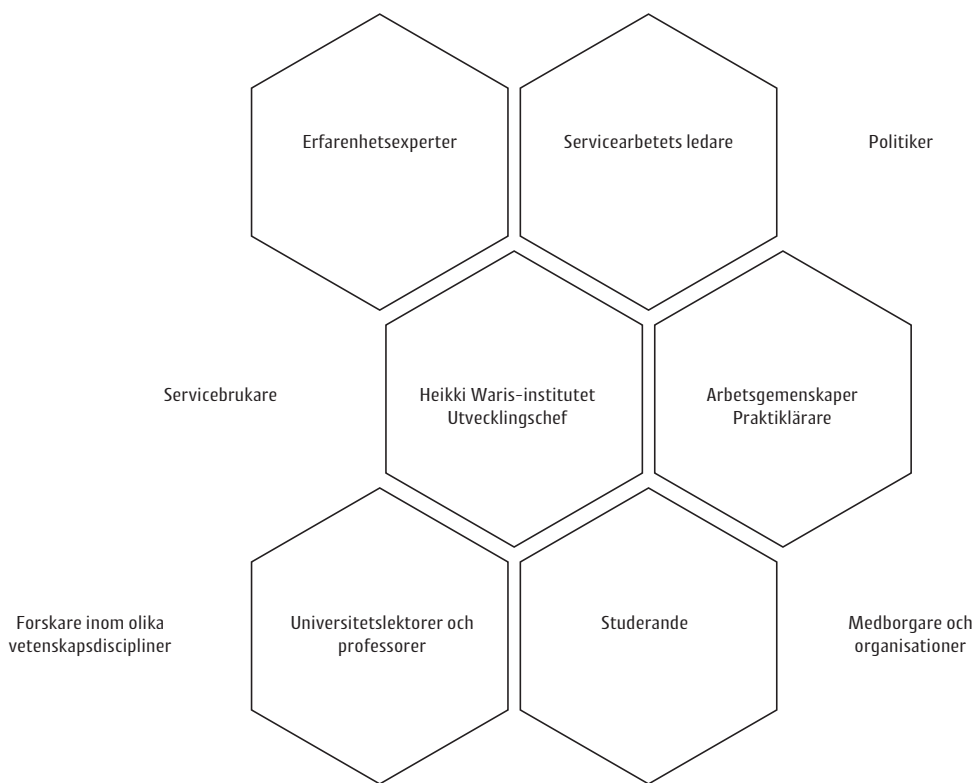 Erfarenhetsexperter
Servicearbetets ledare
Politiker
Servicebrukare
Heikki Waris-institutet
Utvecklingschef
Arbetsgemenskaper
Praktiklärare
Forskare inom olika
vetenskapsdiscipliner
Universitetslektorer och
professorer
Studerande
Medborgare och
organisationer